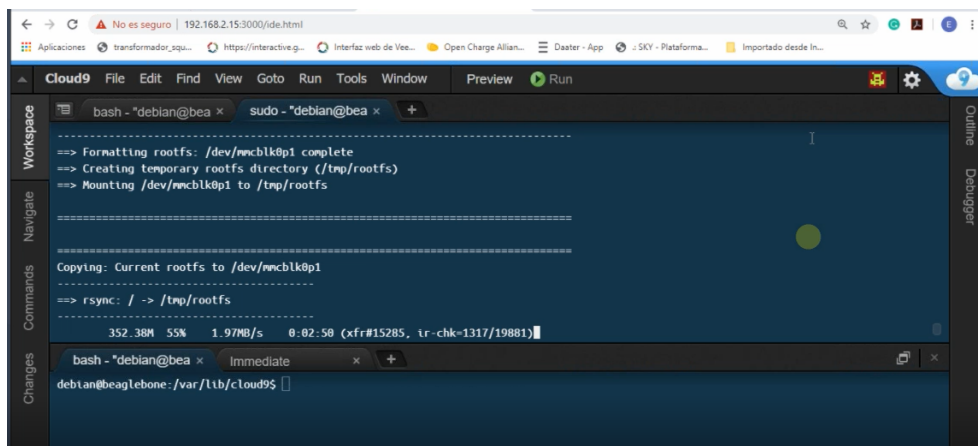 No es seguro | 192.168.2.15:3000/ide.html
Aplicaciones transformador_squ... https://interactive.g... Interfaz web de Vee... Open Charge Allian... Daater - App .: SKY - Plataforma... Importado desde In...
Cloud9 File Edit Find View Goto Run Tools Window Preview Run
bash - "debian@bea × sudo - "debian@bea × +
Workspace
Navigate
Commands
Changes
Outline
Debugger
--------------------------------------------------------------------------------
==> Formatting rootfs: /dev/mmcblk0p1 complete
==> Creating temporary rootfs directory (/tmp/rootfs)
==> Mounting /dev/mmcblk0p1 to /tmp/rootfs
================================================================================
================================================================================
Copying: Current rootfs to /dev/mmcblk0p1
----------------------------------------
==> rsync: / -> /tmp/rootfs
----------------------------------------
352.38M 55% 1.97MB/s 0:02:50 (xfr#15285, ir-chk=1317/19881)
bash - "debian@bea × Immediate × +
debian@beaglebone:/var/lib/cloud9$
E
9